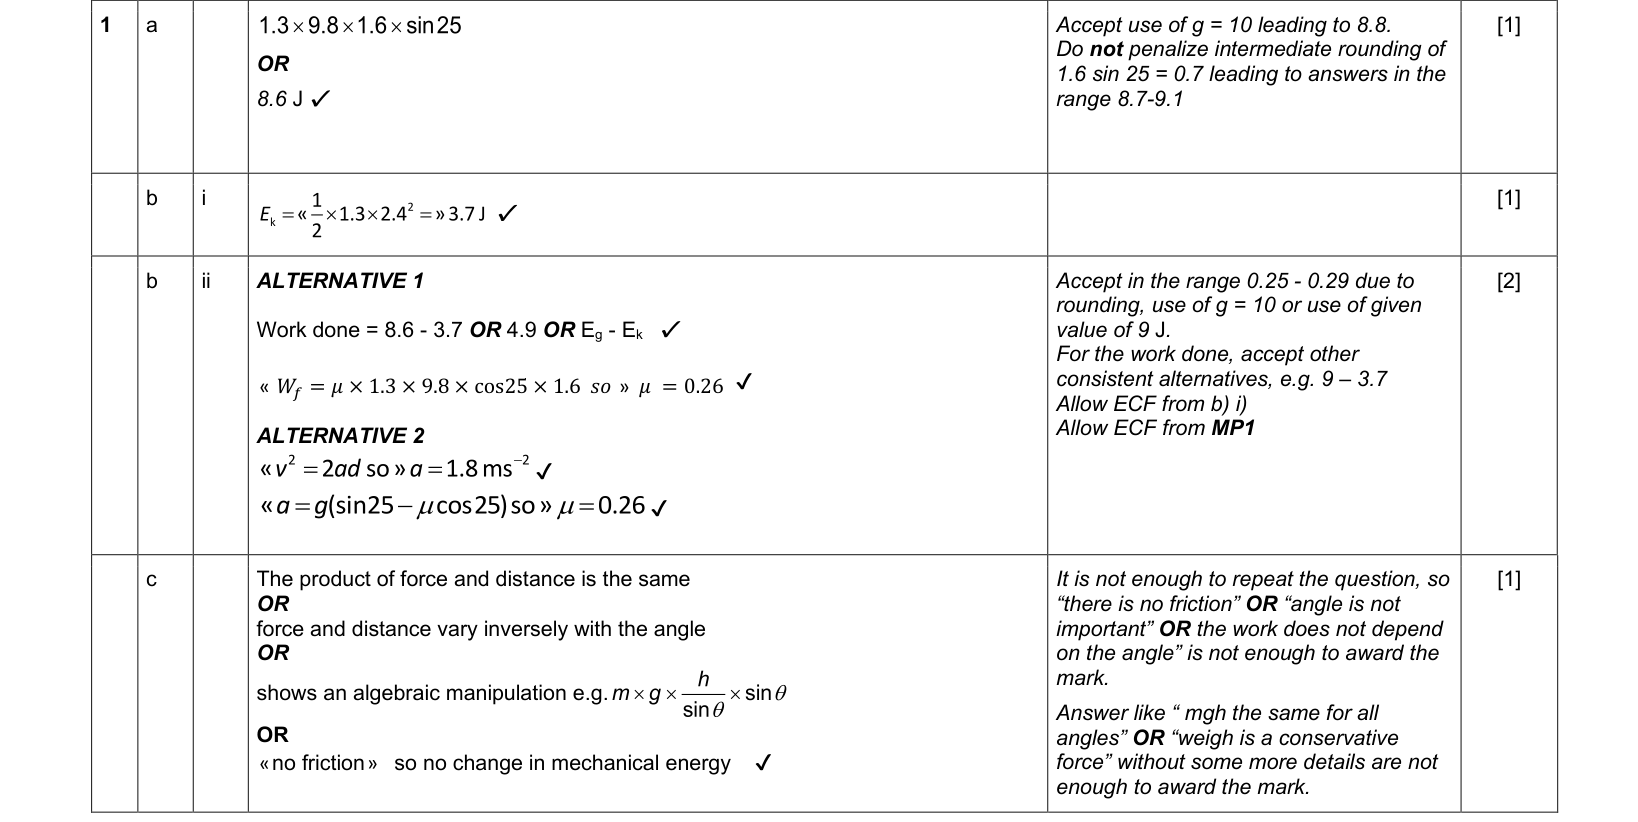 1 a 1.3×9.8×1.6×sin25 Accept use of g = 10 leading to 8.8. [1]
Do not penalize intermediate rounding of
OR
1.6 sin 25 = 0.7 leading to answers in the
8.6 J ✓ range 8.7-9.1
b i E_k = « 1/2 ×1.3×2.4² = » 3.7 J ✓ [1]
b ii ALTERNATIVE 1 Accept in the range 0.25 - 0.29 due to [2]
rounding, use of g = 10 or use of given
Work done = 8.6 - 3.7 OR 4.9 OR E_g - E_k ✓ value of 9 J.
For the work done, accept other
« W_f = μ × 1.3 × 9.8 × cos25 × 1.6 so » μ = 0.26 ✓ consistent alternatives, e.g. 9 – 3.7
Allow ECF from b) i)
ALTERNATIVE 2 Allow ECF from MP1
« v² = 2ad so » a = 1.8 ms⁻² ✓
« a = g(sin25 − μcos25) so » μ = 0.26 ✓
c The product of force and distance is the same It is not enough to repeat the question, so [1]
OR “there is no friction” OR “angle is not
force and distance vary inversely with the angle important” OR the work does not depend
OR on the angle” is not enough to award the
mark.
shows an algebraic manipulation e.g. m × g × h/sinθ × sinθ
Answer like “ mgh the same for all
OR angles” OR “weigh is a conservative
«no friction» so no change in mechanical energy ✓ force” without some more details are not
enough to award the mark.